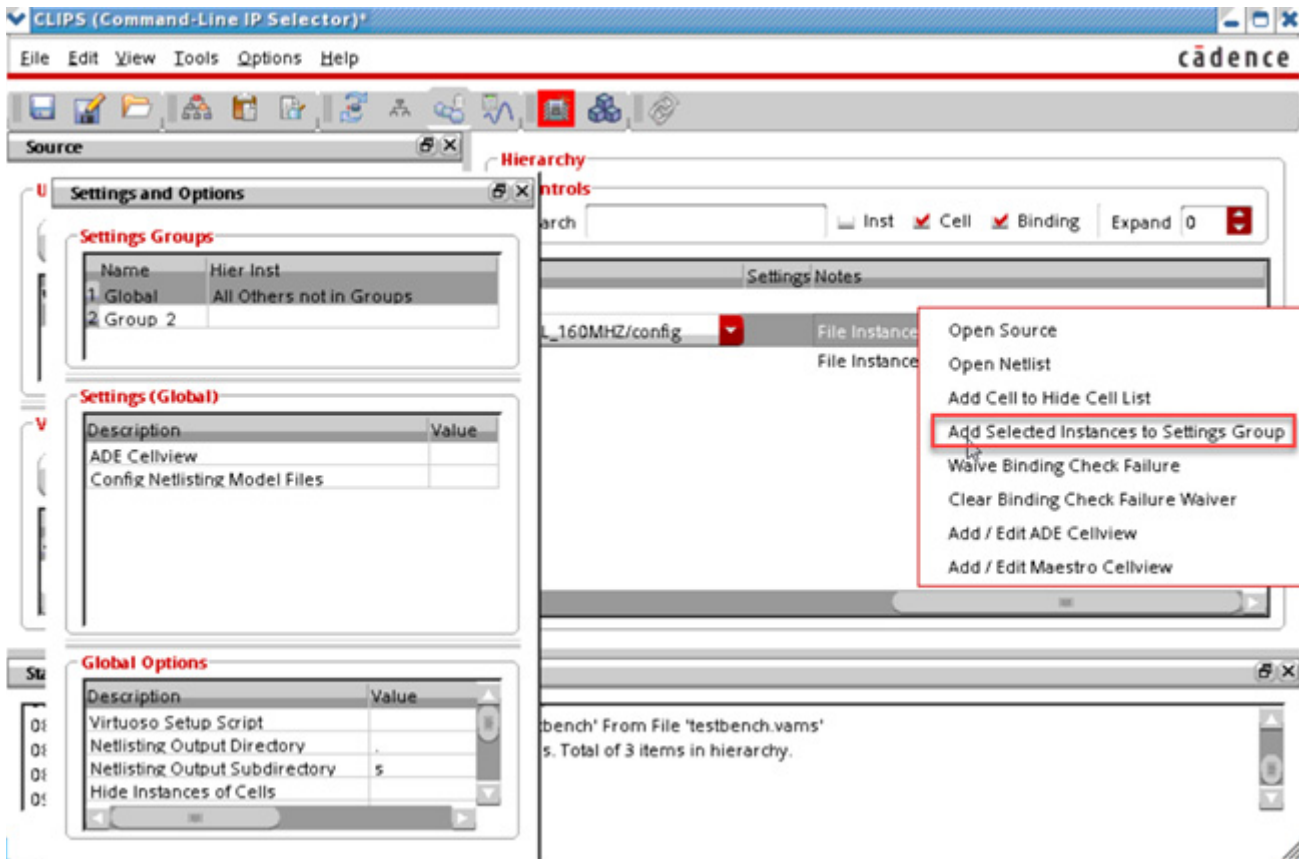 CLIPS (Command-Line IP Selector)*
File Edit View Tools Options Help
cādence
Source
Hierarchy
U
Settings and Options
ntrols
arch
Inst
Cell
Binding
Expand 0
Settings Groups
Name Hier Inst
1 Global All Others not in Groups
2 Group 2
Settings Notes
L_160MHZ/config
File Instance
File Instance
Open Source
Open Netlist
Add Cell to Hide Cell List
Add Selected Instances to Settings Group
Waive Binding Check Failure
Clear Binding Check Failure Waiver
Add / Edit ADE Cellview
Add / Edit Maestro Cellview
V
Settings (Global)
Description Value
ADE Cellview
Config Netlisting Model Files
Sta
Global Options
Description Value
Virtuoso Setup Script
Netlisting Output Directory .
Netlisting Output Subdirectory s
Hide Instances of Cells
bench' From File 'testbench.vams'
s. Total of 3 items in hierarchy.